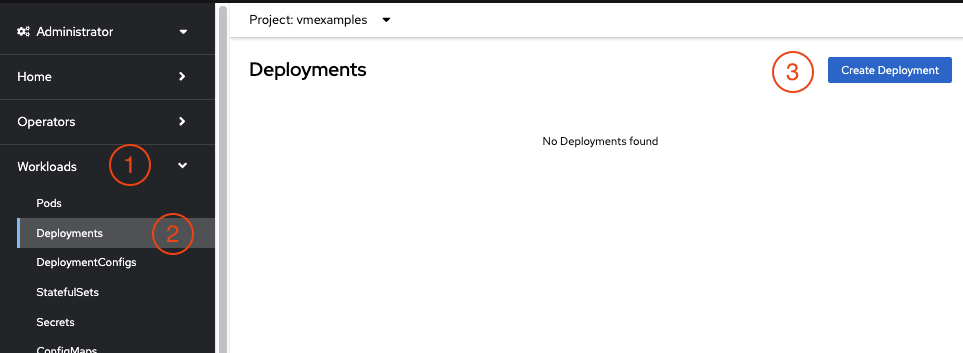 Administrator
Home
Operators
Workloads 1
Pods
Deployments 2
DeploymentConfigs
StatefulSets
Secrets
ConfigMaps
Project: vmexamples
Deployments
3 Create Deployment
No Deployments found